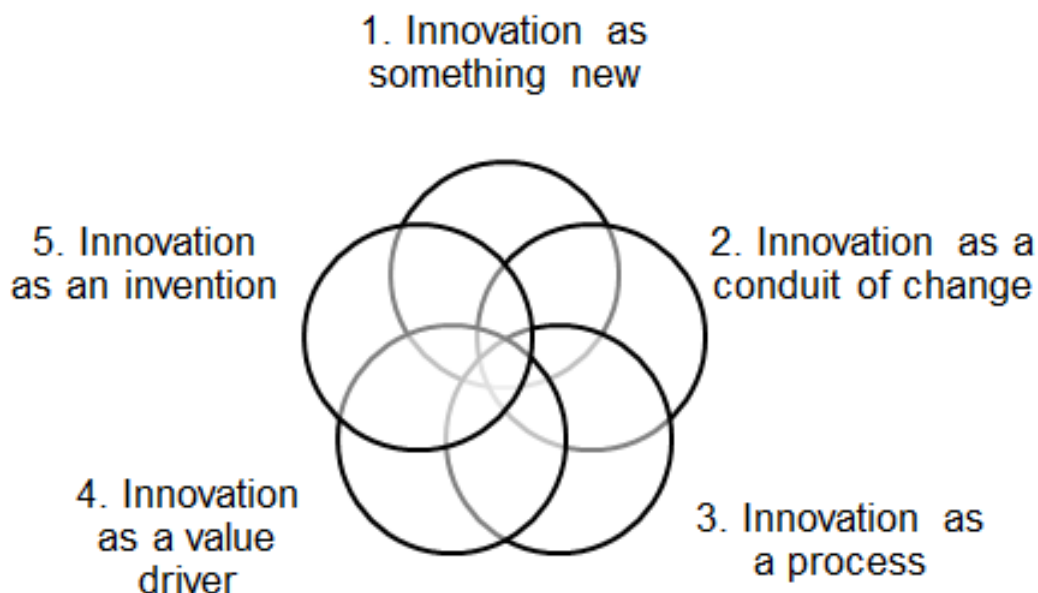 1. Innovation as
something new
2. Innovation as a
conduit of change
3. Innovation as
a process
4. Innovation
as a value
driver
5. Innovation
as an invention